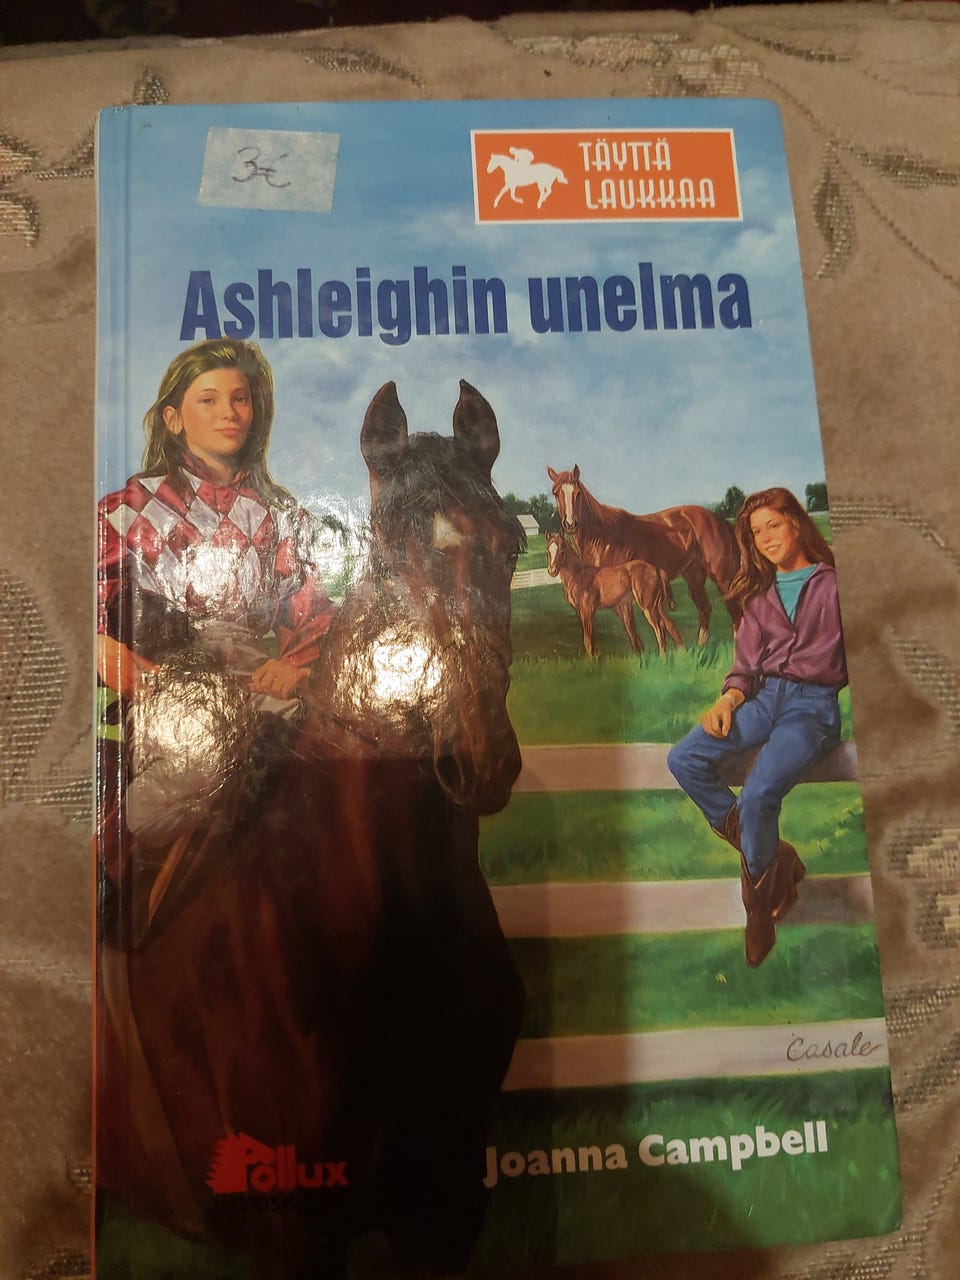 3€
TÄYTTÄ
LAUKKAA
Ashleighin unelma
Casale
Joanna Campbell
Pollux